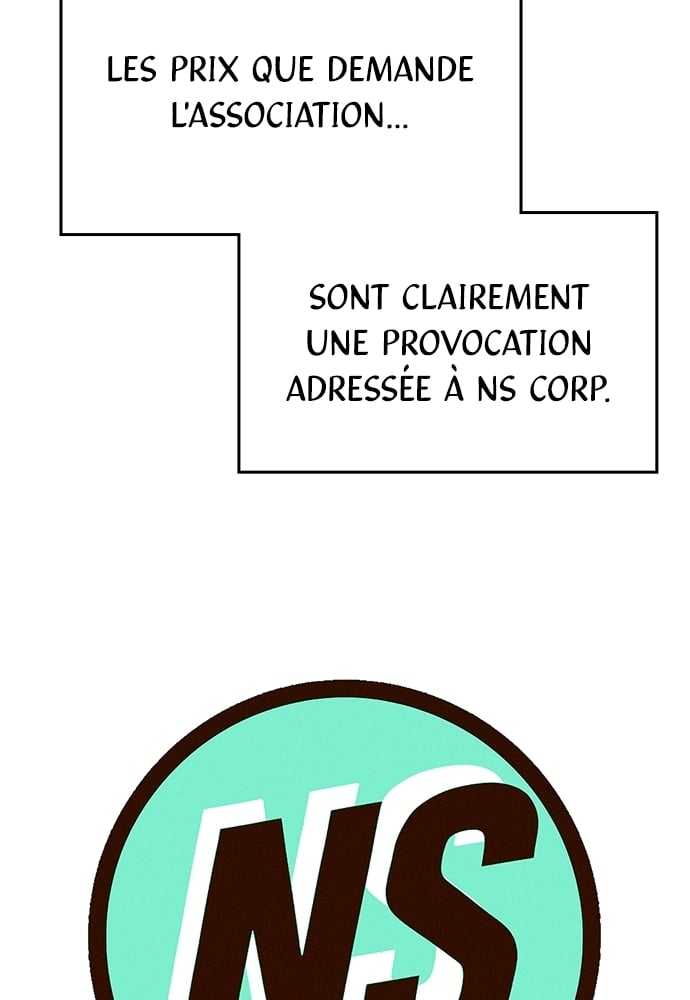 LES PRIX QUE DEMANDE
L'ASSOCIATION...
SONT CLAIREMENT
UNE PROVOCATION
ADRESSÉE À NS CORP.
NS